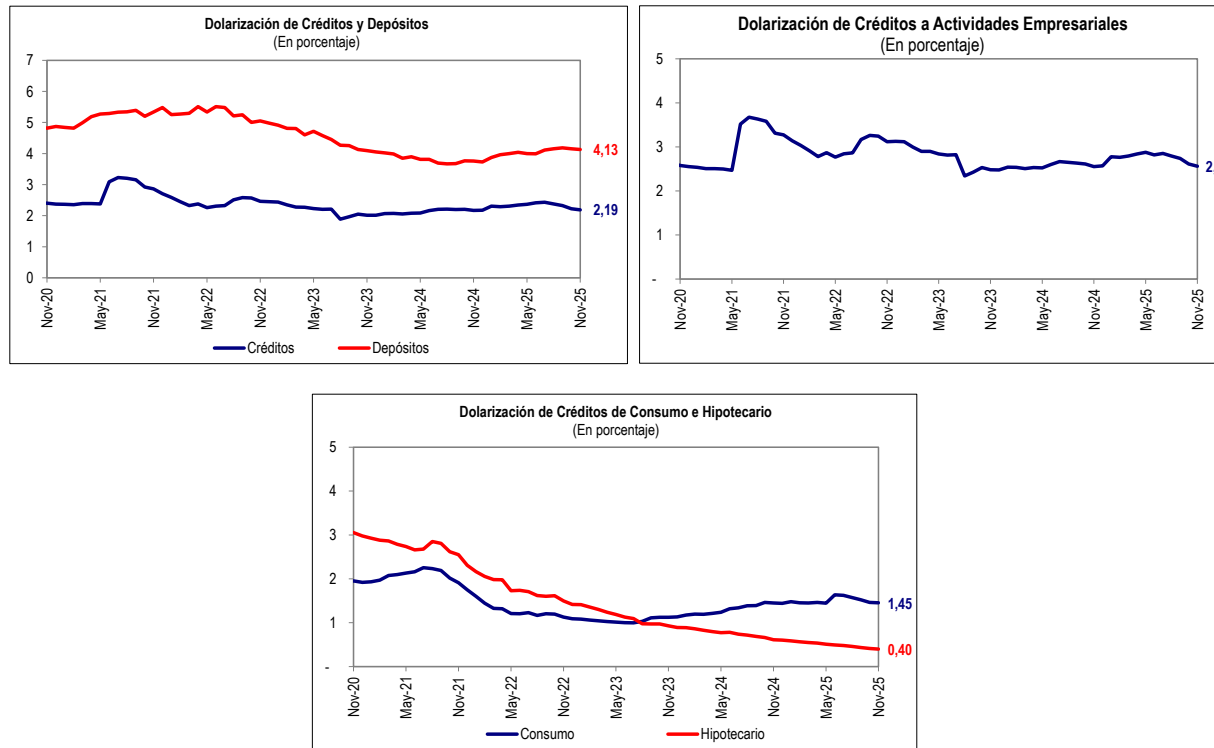 Dolarización de Créditos y Depósitos
(En porcentaje)
7
6
5
4
3
2
1
0
4,13
2,19
Nov-20
May-21
Nov-21
May-22
Nov-22
May-23
Nov-23
May-24
Nov-24
May-25
Nov-25
Créditos
Depósitos
Dolarización de Créditos a Actividades Empresariales
(En porcentaje)
5
4
3
2
1
-
2,
Nov-20
May-21
Nov-21
May-22
Nov-22
May-23
Nov-23
May-24
Nov-24
May-25
Nov-25
Dolarización de Créditos de Consumo e Hipotecario
(En porcentaje)
5
4
3
2
1
-
1,45
0,40
Nov-20
May-21
Nov-21
May-22
Nov-22
May-23
Nov-23
May-24
Nov-24
May-25
Nov-25
Consumo
Hipotecario